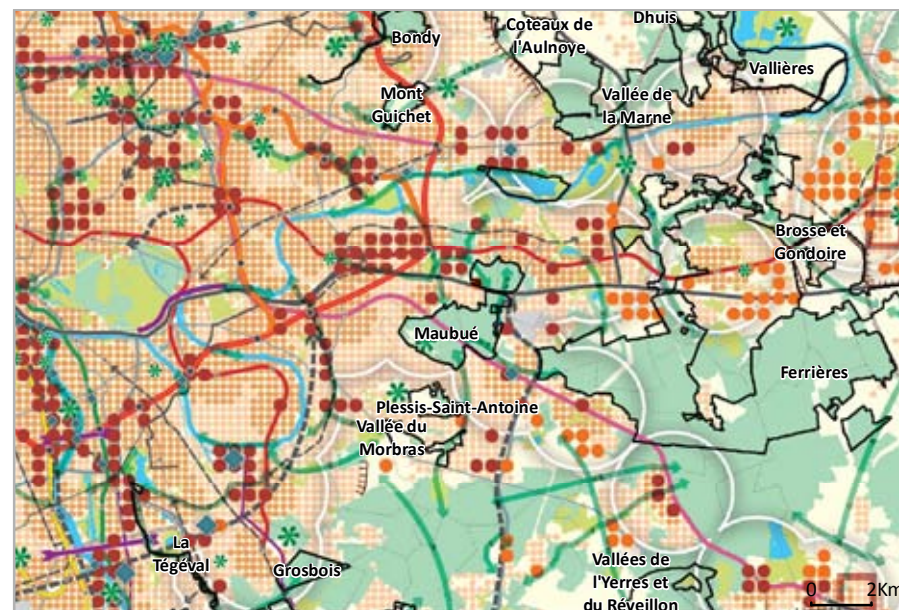 Dhuis
Coteaux de
l'Aulnoye
Bondy
Vallières
Mont
Guichet
Vallée de
la Marne
Brosse et
Gondoire
Maubué
Ferrières
Plessis-Saint-Antoine
Vallée du
Morbras
La
Tégéval
Grosbois
Vallées de
l'Yerres et
du Réveillon
0 2Km